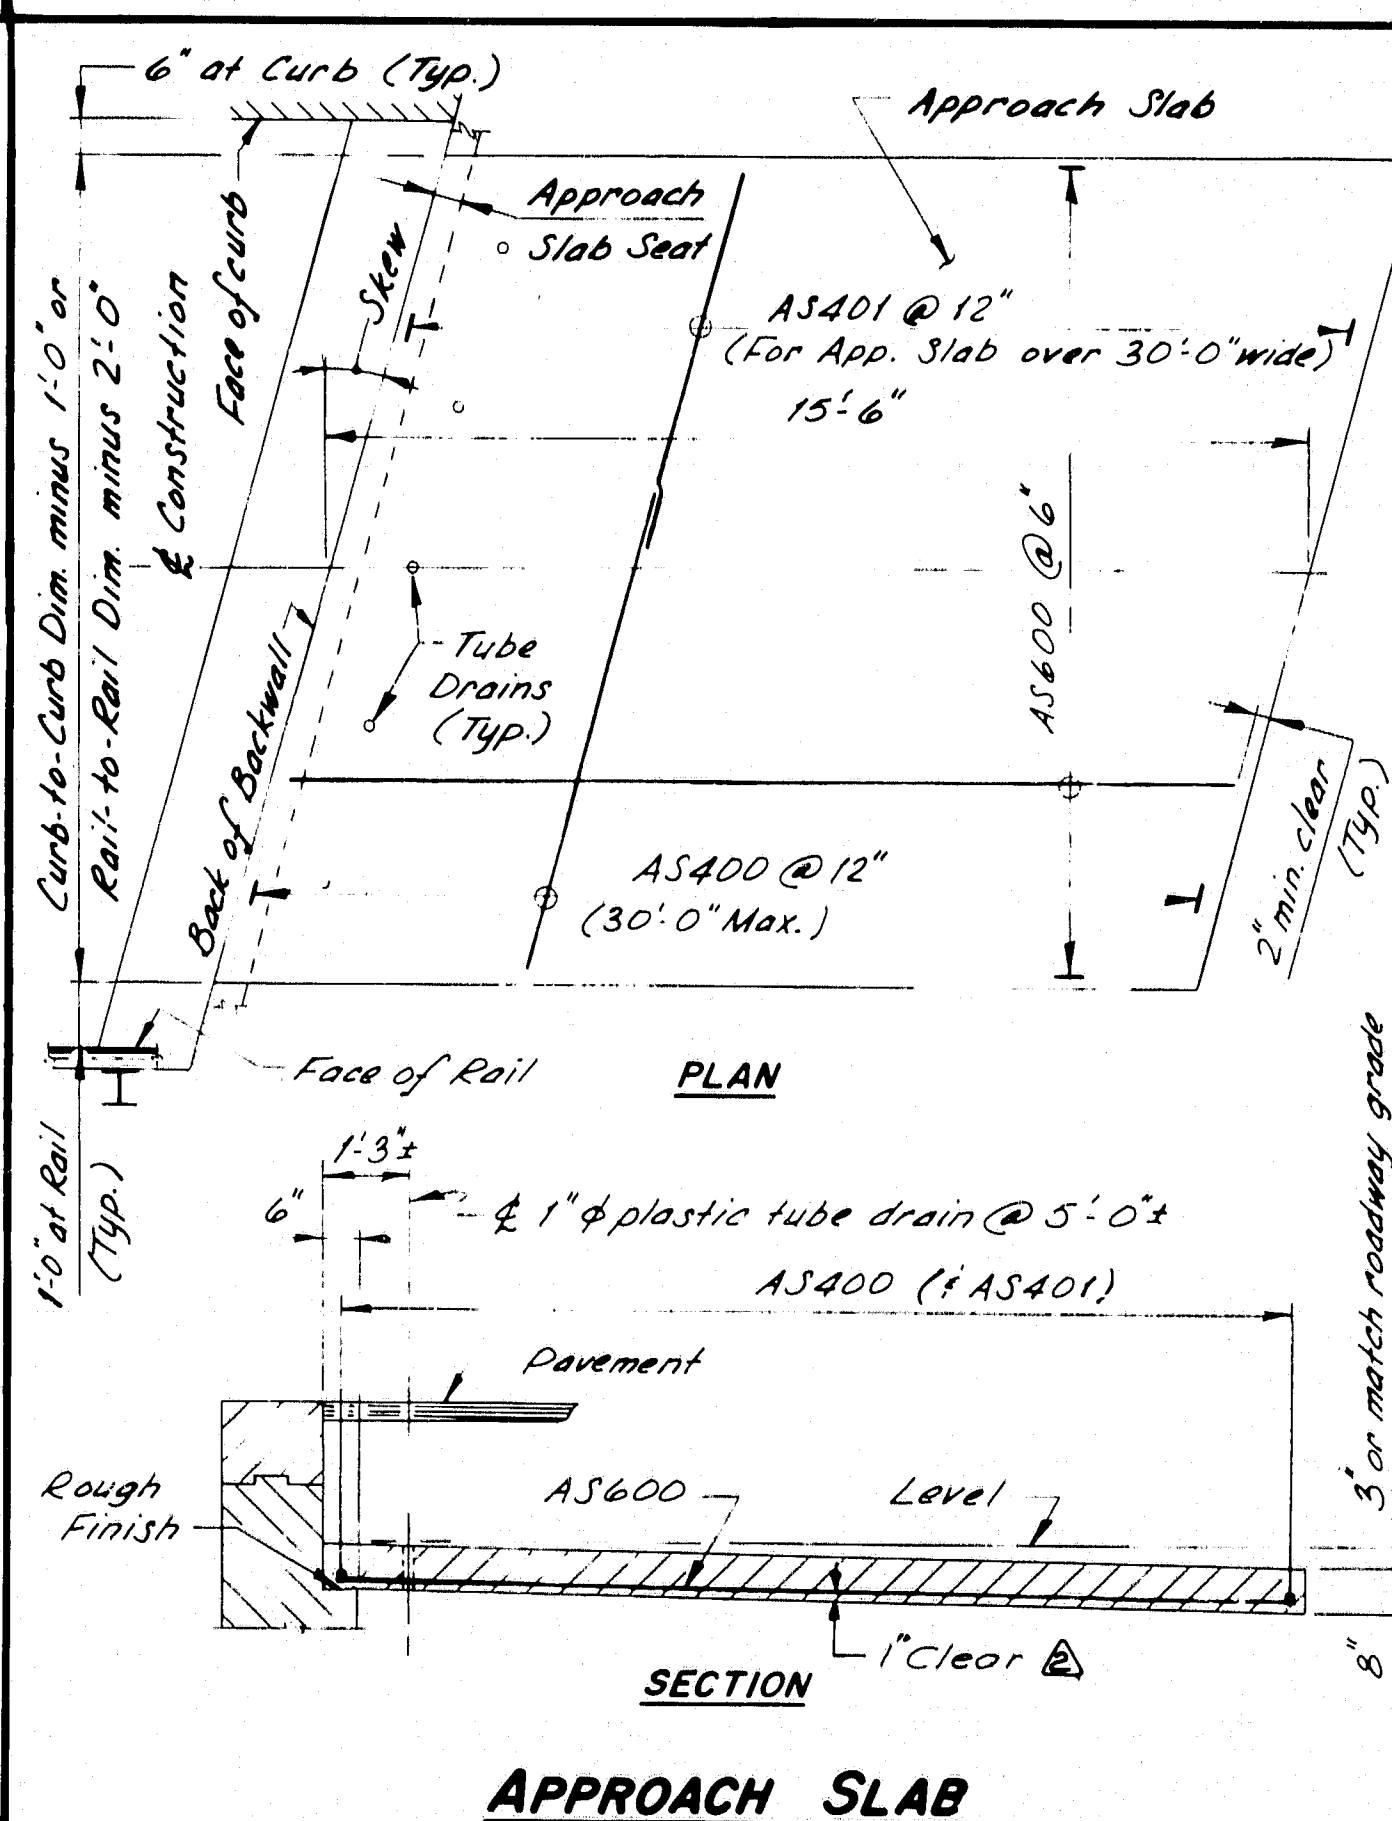 6" at Curb (Typ.)
Approach Slab
Approach
Slab Seat
Skew
Face of curb
℄ Construction
Curb-to-Curb Dim. minus 1'-0" or
Rail-to-Rail Dim. minus 2'-0"
AS401 @ 12"
(For App. Slab over 30'-0" wide)
15'-6"
AS600 @ 6"
Tube
Drains
(Typ.)
Back of Backwall
AS400 @ 12"
(30'-0" Max.)
2" min. clear
(Typ.)
Face of Rail
PLAN
1'-0" at Rail
(Typ.)
1'-3"±
6"
℄ 1" ϕ plastic tube drain @ 5'-0"±
AS400 (& AS401)
Pavement
3" or match roadway grade
Rough
Finish
AS600
Level
1" Clear 2
8"
SECTION
APPROACH SLAB